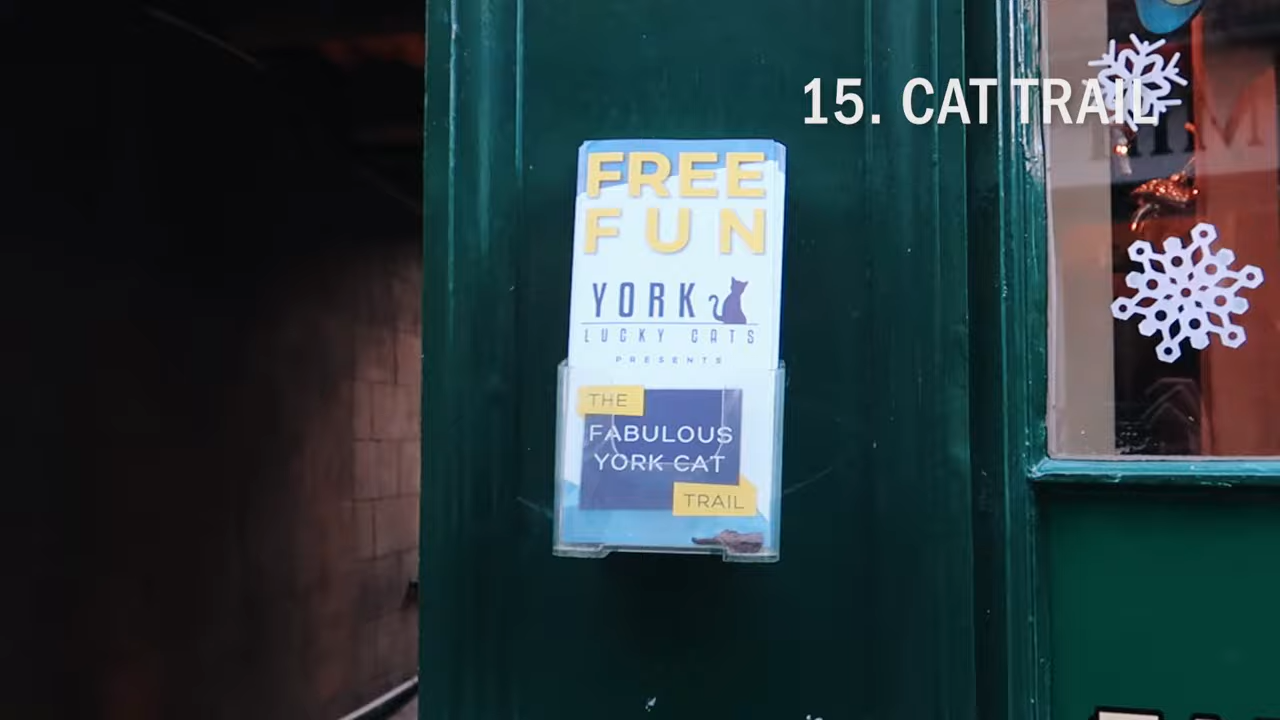 15. CAT TRAIL
FREE
FUN
YORK
LUCKY CATS
PRESENTS
THE
FABULOUS
YORK CAT
TRAIL